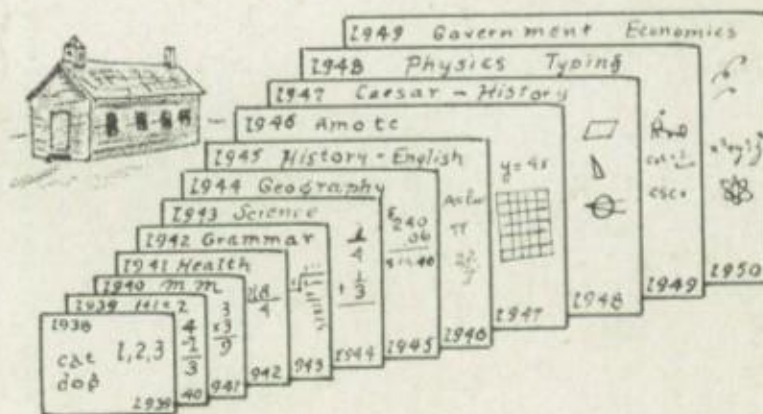 1949 Government Economics
1948 Physics Typing
1947 Caesar - History
1946 Amote
1945 History - English
1944 Geography
1943 Science
1942 Grammar
1941 Health
1940 m m
1939
1938
cat 1, 2, 3
dog
1939
4
-1
3
40
3
x3
9
941
4
942
943
1
4
1
+ 3
1944
$240
.06
1945
π
1946
y = 4x
1947
1948
csc
1949
1950